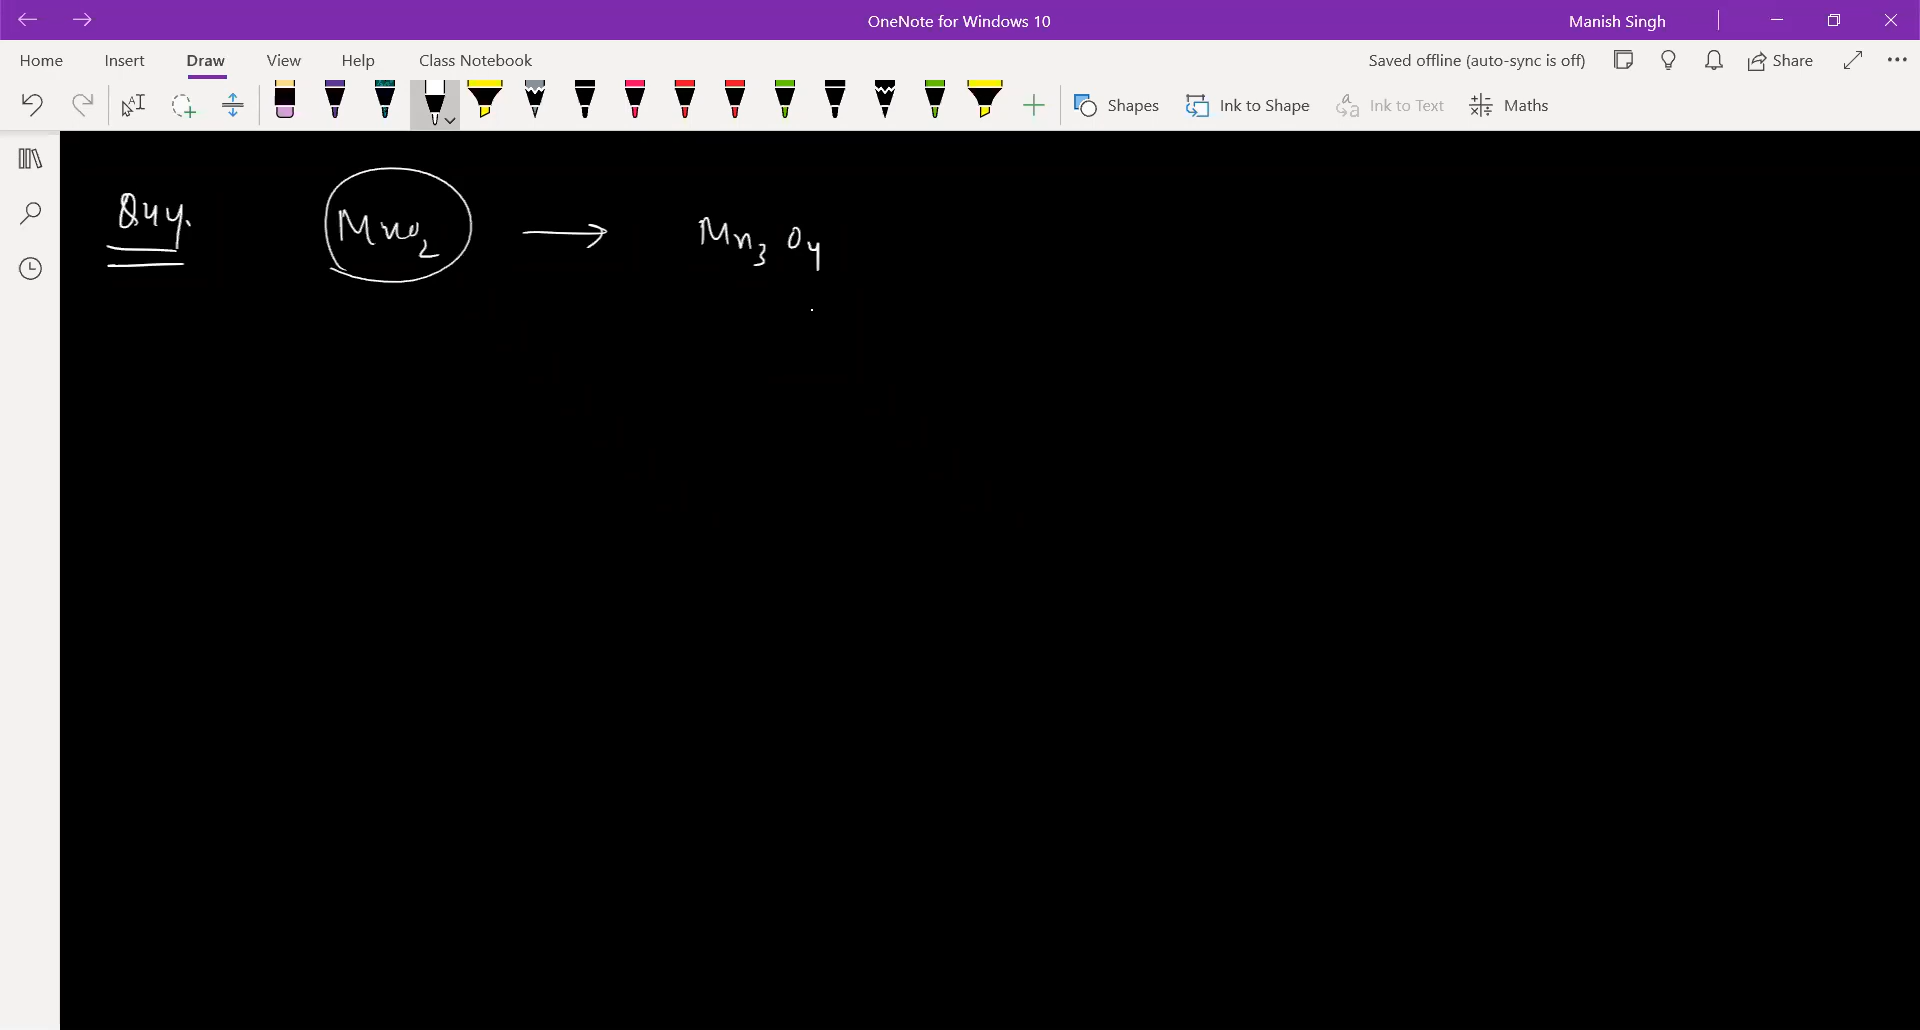 OneNote for Windows 10
Manish Singh
Home Insert Draw View Help Class Notebook
Saved offline (auto-sync is off) Share
Shapes Ink to Shape Ink to Text Maths
Q44. MnO2 → Mn3O4